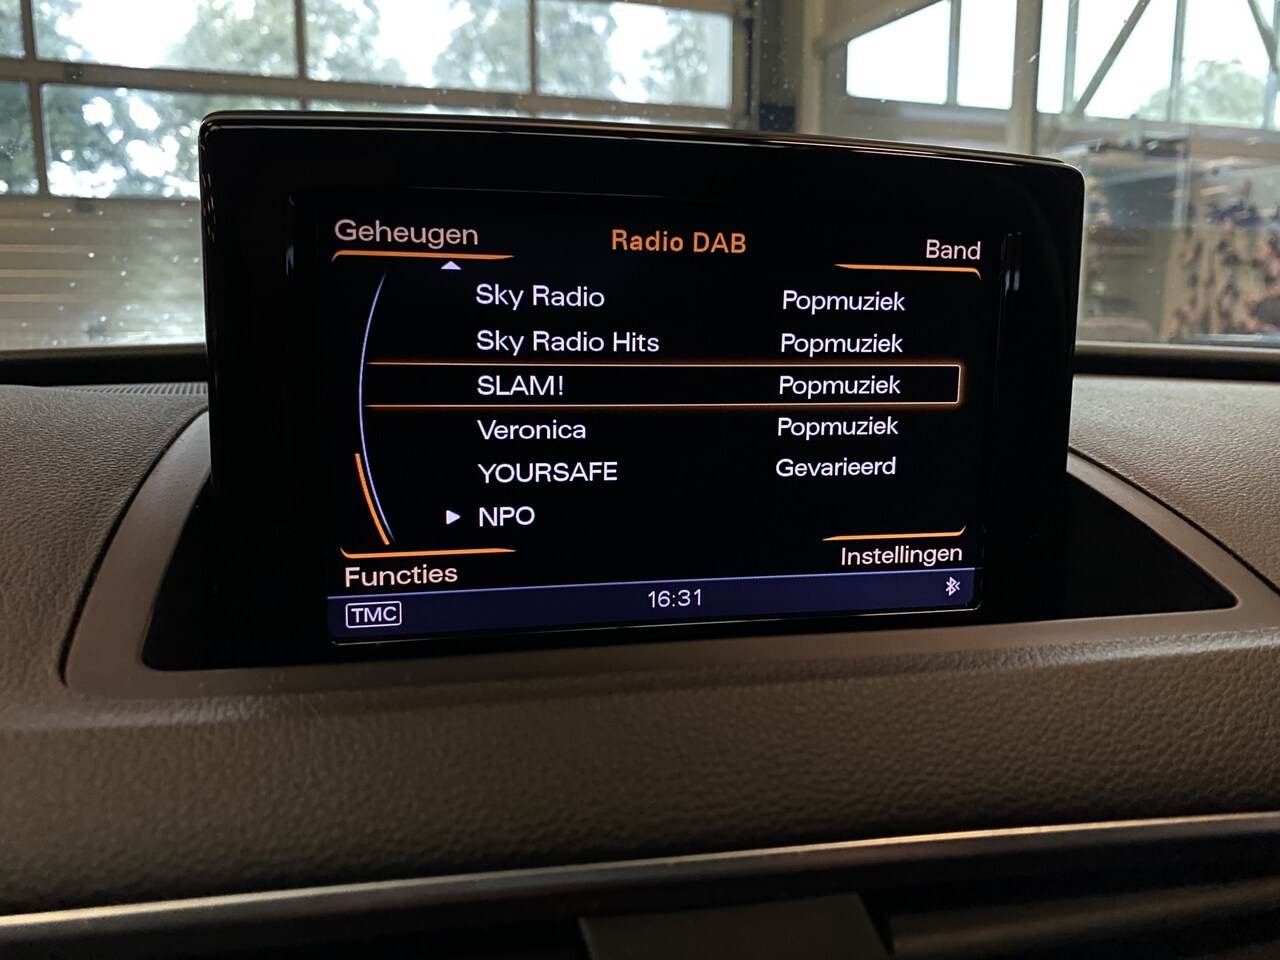 Geheugen Radio DAB Band
Sky Radio Popmuziek
Sky Radio Hits Popmuziek
SLAM! Popmuziek
Veronica Popmuziek
YOURSAFE Gevarieerd
NPO
Functies Instellingen
TMC 16:31